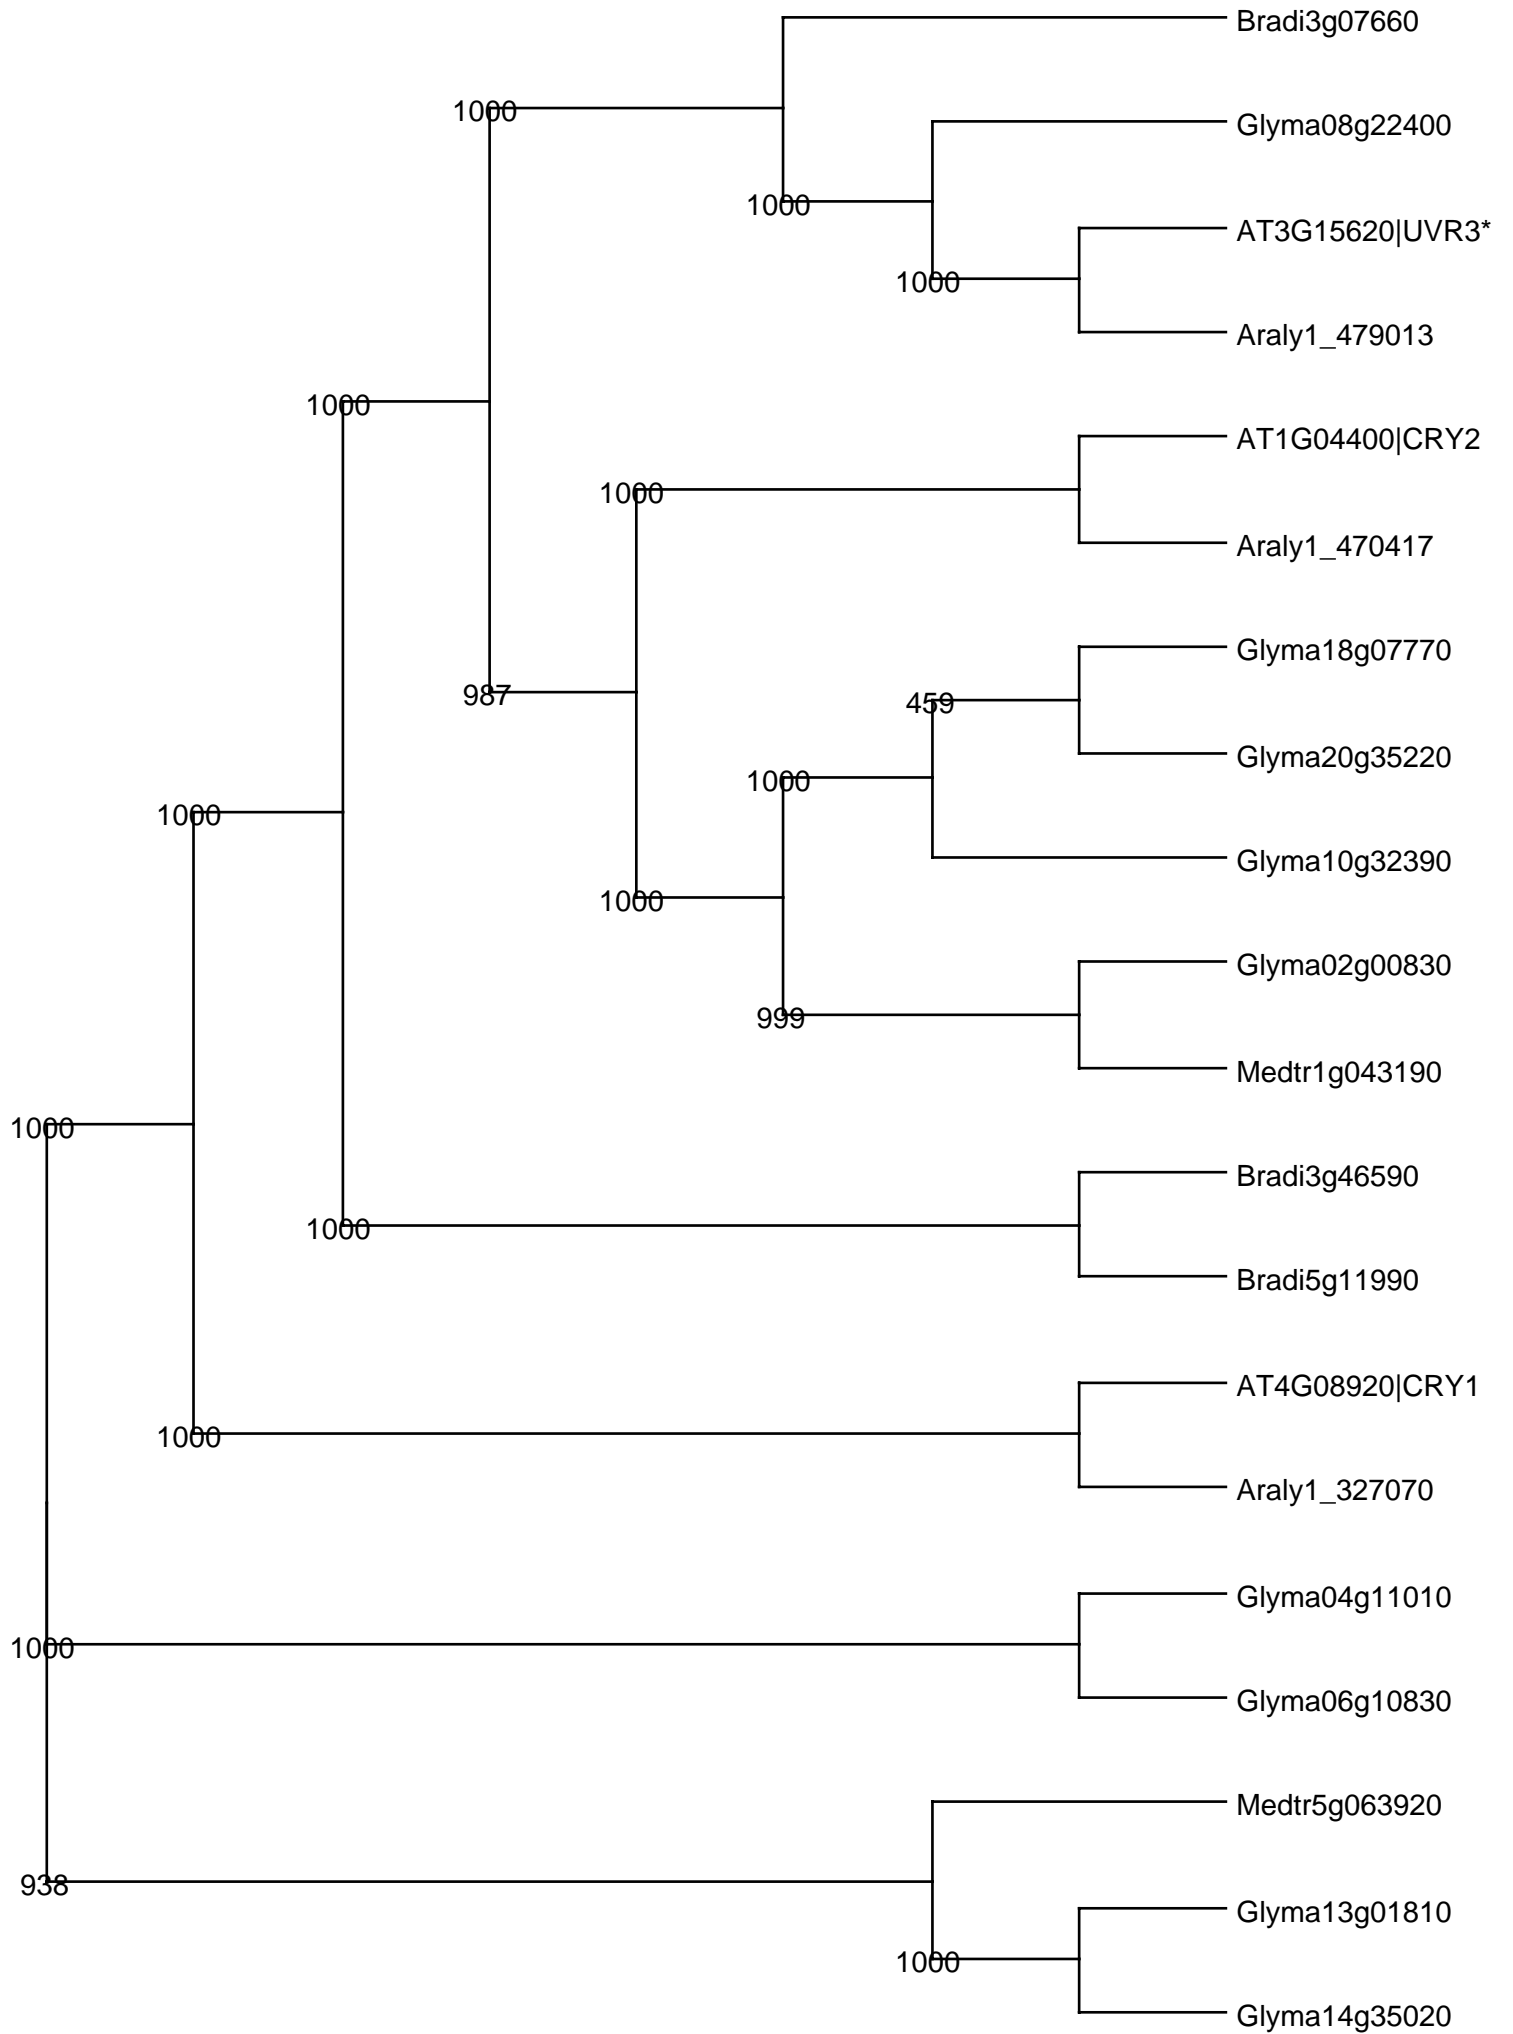 Bradi3g07660
1000
Glyma08g22400
1000
AT3G15620|UVR3*
1000
Araly1_479013
1000
AT1G04400|CRY2
1000
Araly1_470417
Glyma18g07770
987
459
Glyma20g35220
1000
1000
Glyma10g32390
1000
Glyma02g00830
999
Medtr1g043190
1000
Bradi3g46590
1000
Bradi5g11990
AT4G08920|CRY1
1000
Araly1_327070
Glyma04g11010
1000
Glyma06g10830
Medtr5g063920
938
Glyma13g01810
1000
Glyma14g35020